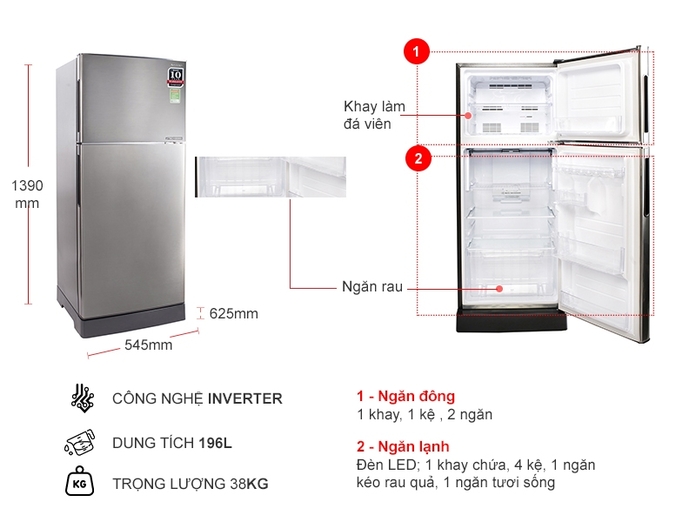 10
1
Khay làm
đá viên
2
1390
mm
Ngăn rau
625mm
545mm
CÔNG NGHỆ INVERTER
DUNG TÍCH 196L
KG
TRỌNG LƯỢNG 38KG
1 - Ngăn đông
1 khay, 1 kệ , 2 ngăn
2 - Ngăn lạnh
Đèn LED; 1 khay chứa, 4 kệ, 1 ngăn
kéo rau quả, 1 ngăn tươi sống